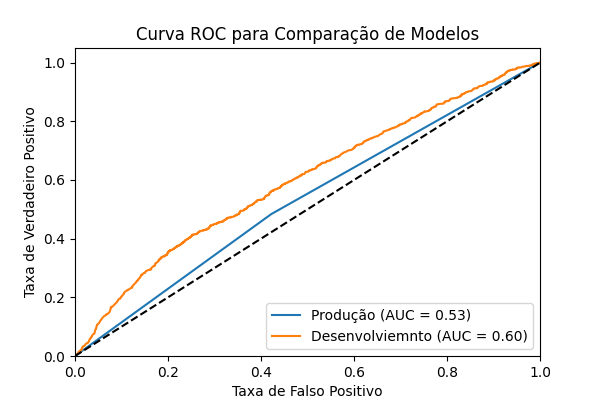 Curva ROC para Comparação de Modelos
Taxa de Verdadeiro Positivo
1.0
0.8
0.6
0.4
0.2
0.0
Produção (AUC = 0.53)
Desenvolviemnto (AUC = 0.60)
0.0 0.2 0.4 0.6 0.8 1.0
Taxa de Falso Positivo